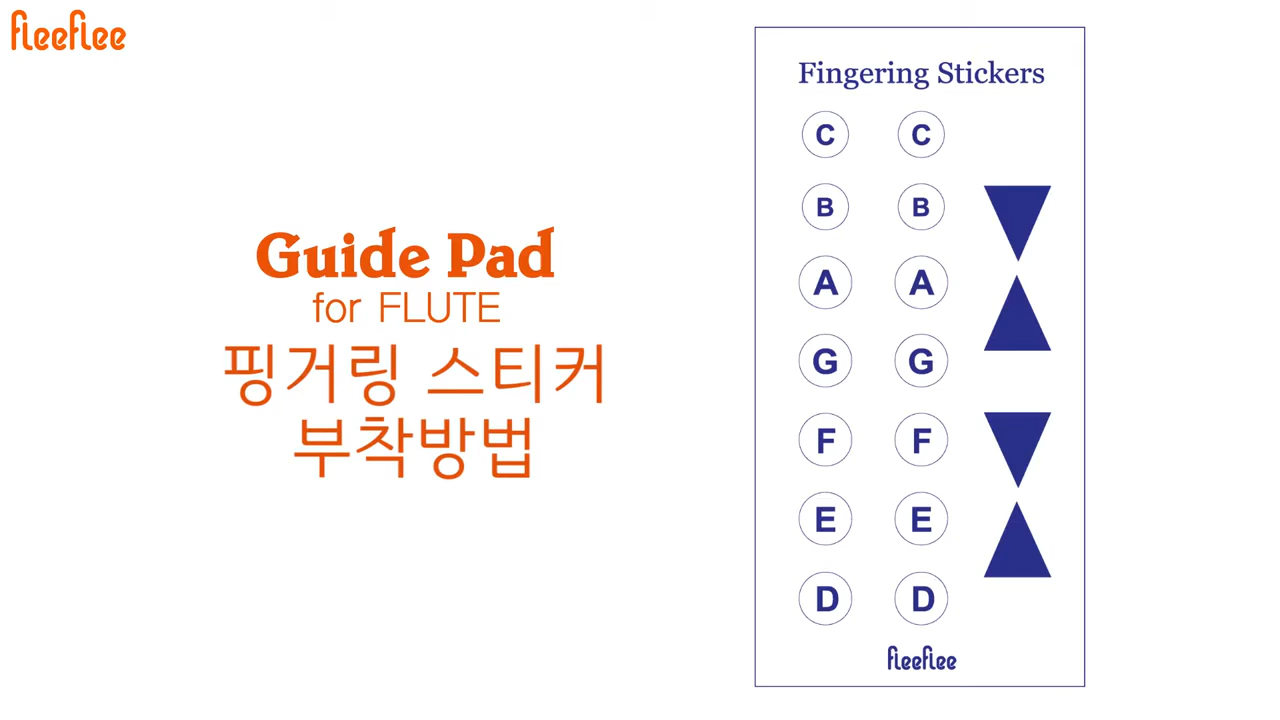 fleeflee
Guide Pad
for FLUTE
핑거링 스티커
부착방법
Fingering Stickers
C C
B B
A A
G G
F F
E E
D D
fleeflee